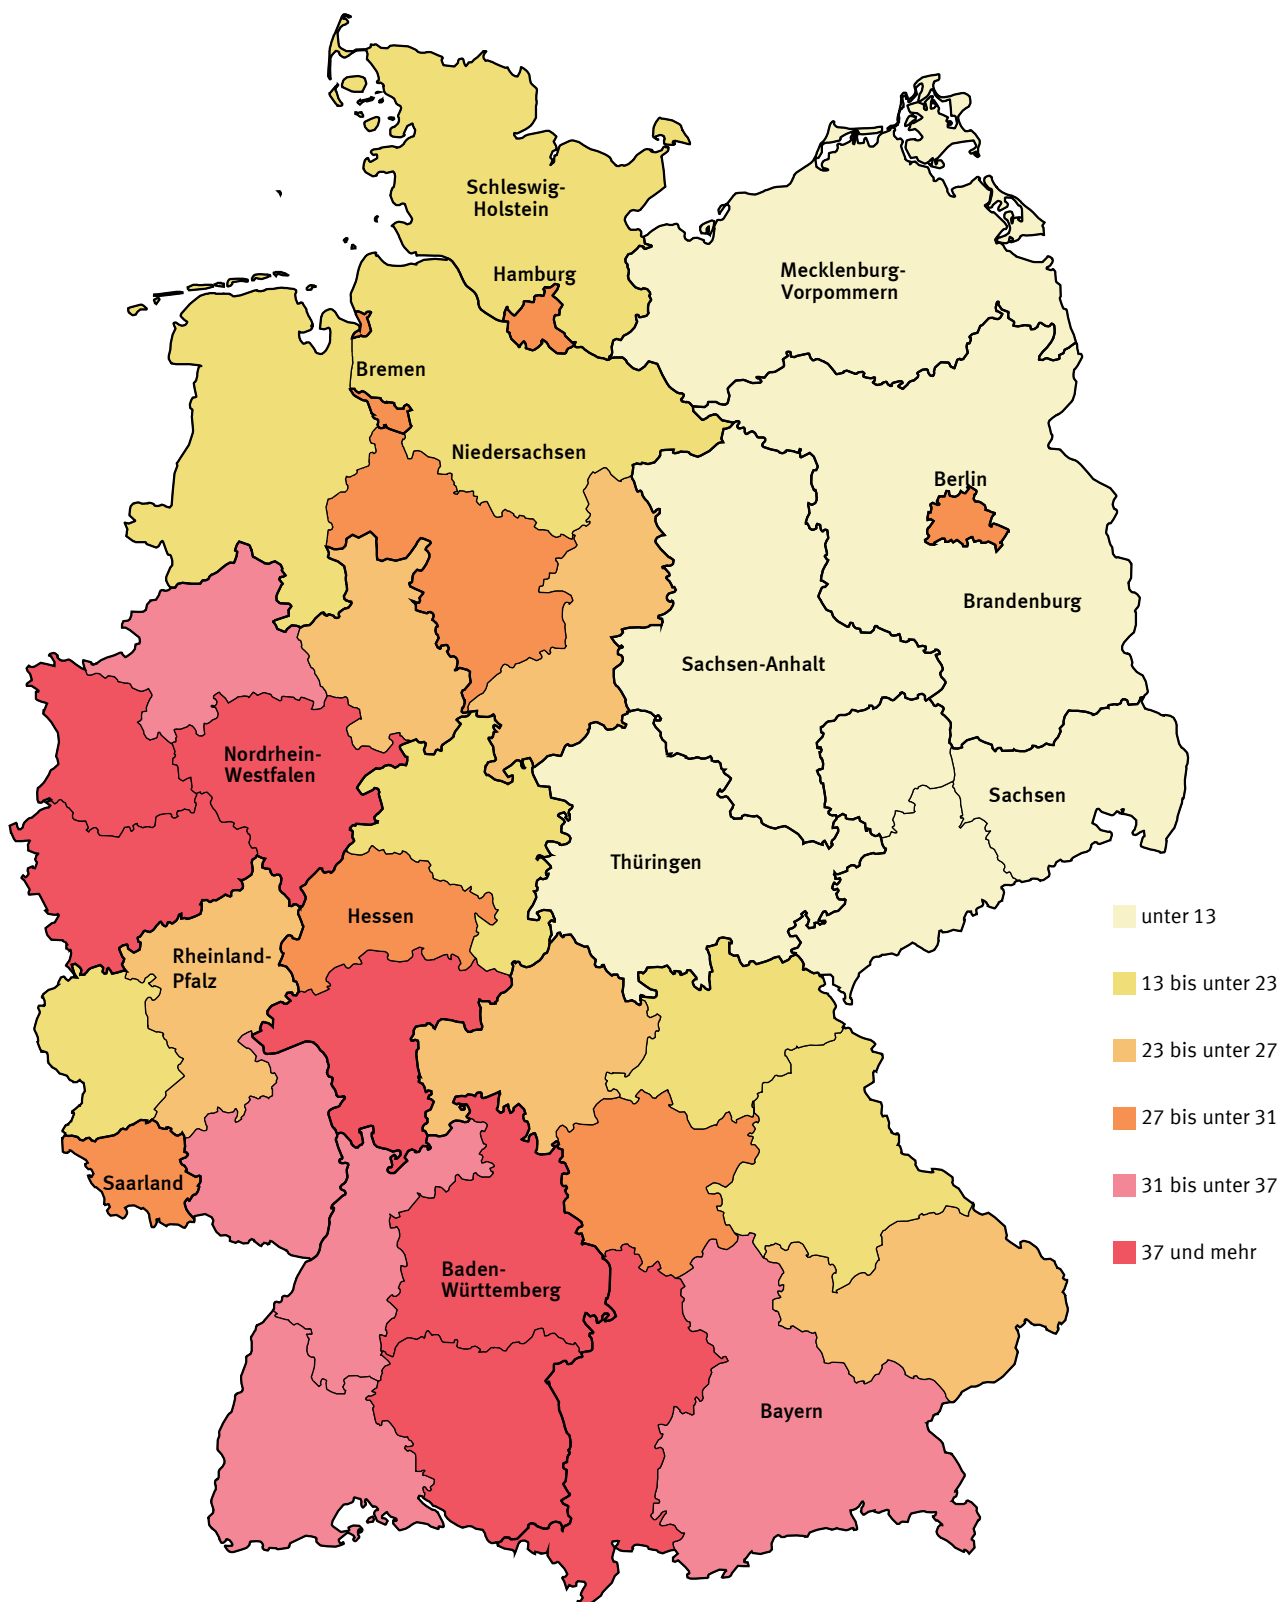 Schleswig-
Holstein
Hamburg
Mecklenburg-
Vorpommern
Bremen
Niedersachsen
Berlin
Brandenburg
Sachsen-Anhalt
Nordrhein-
Westfalen
Sachsen
Thüringen
Hessen
Rheinland-
Pfalz
Saarland
Baden-
Württemberg
Bayern
unter 13
13 bis unter 23
23 bis unter 27
27 bis unter 31
31 bis unter 37
37 und mehr